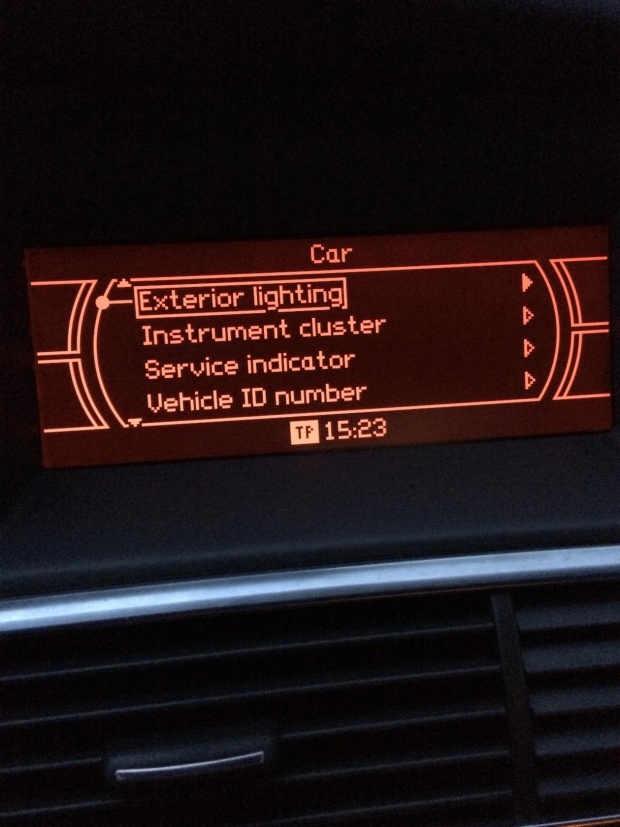 Car
Exterior lighting
Instrument cluster
Service indicator
Vehicle ID number
TP 15:23